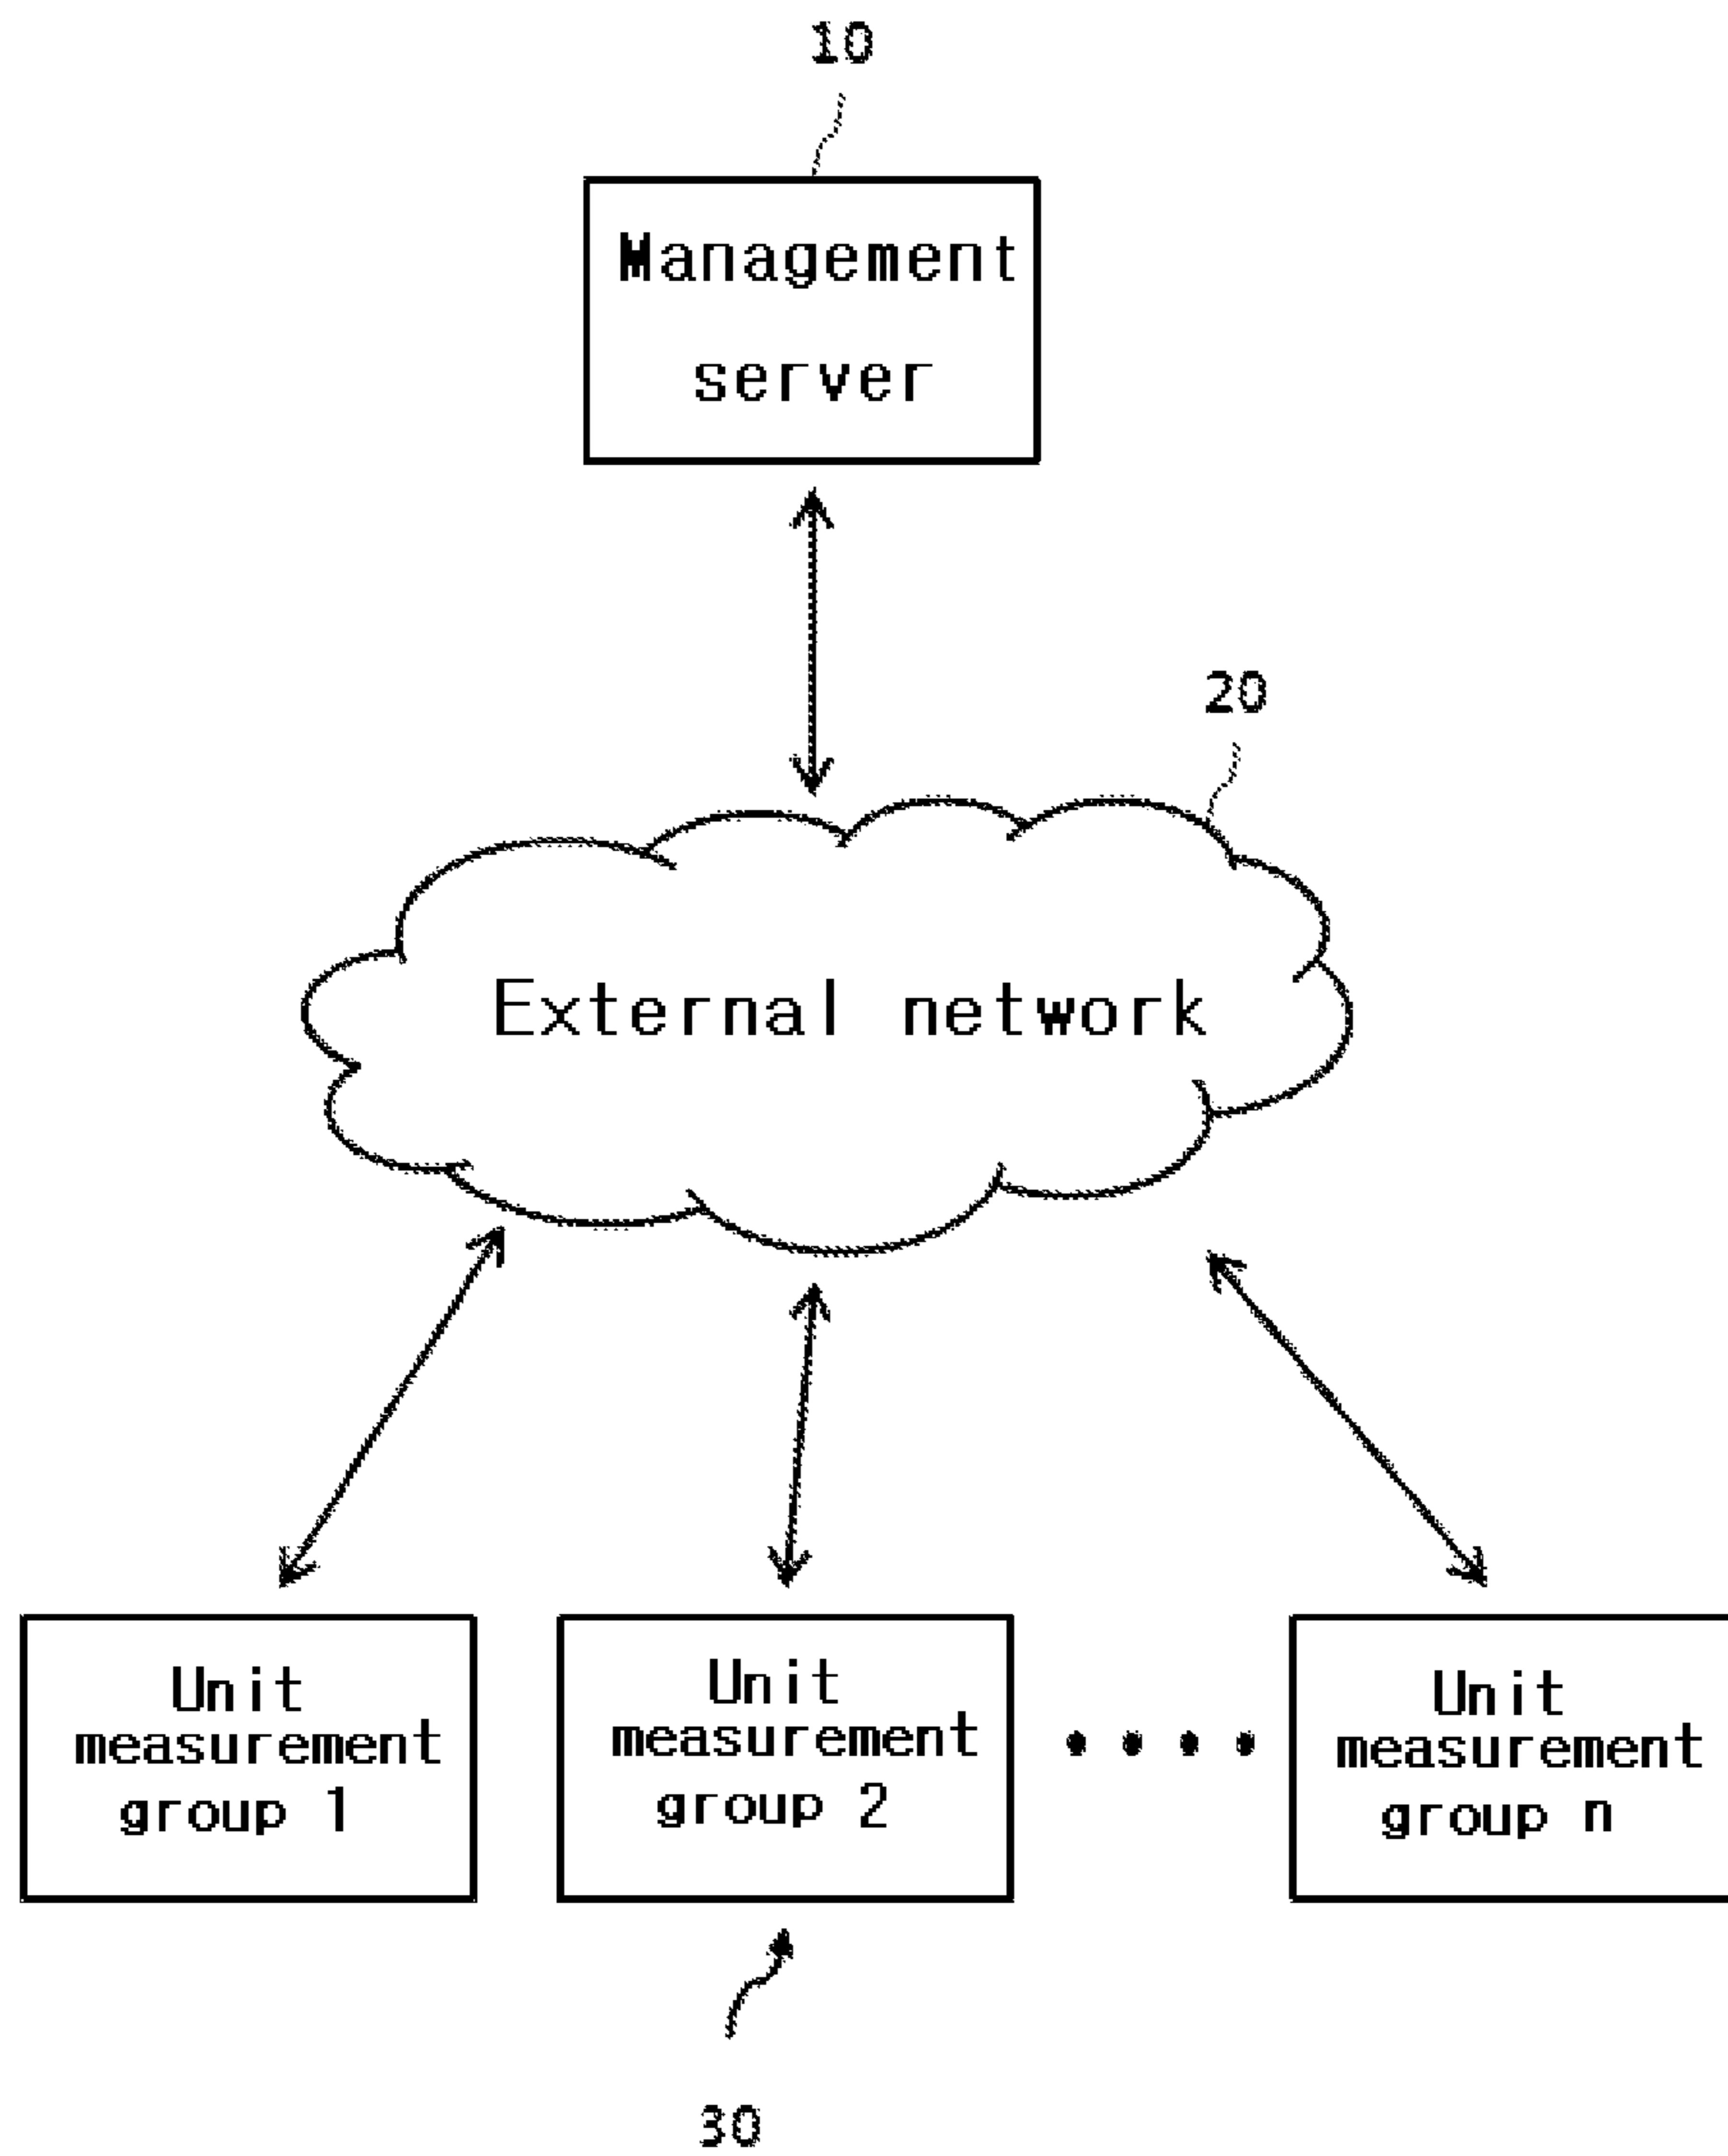 10
Management
server
20
External network
Unit
measurement
group 1
Unit
measurement
group 2
Unit
measurement
group n
30